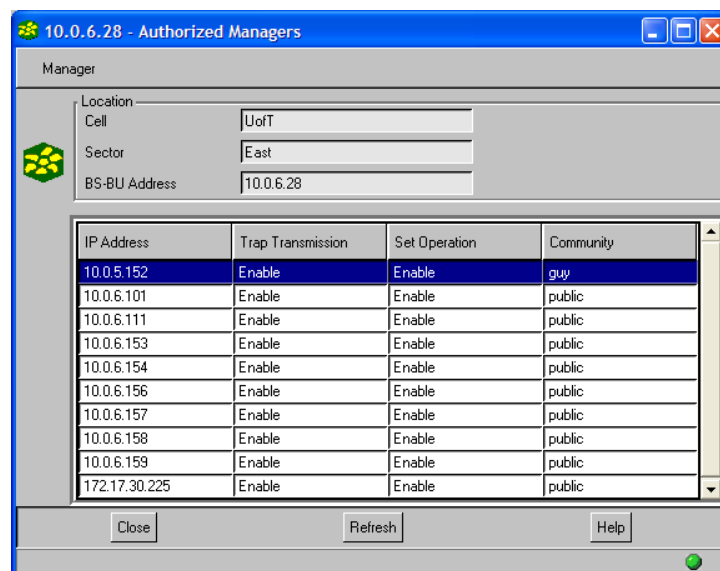 10.0.6.28 - Authorized Managers
Manager
Location
Cell UofT
Sector East
BS-BU Address 10.0.6.28
IP Address Trap Transmission Set Operation Community
10.0.5.152 Enable Enable guy
10.0.6.101 Enable Enable public
10.0.6.111 Enable Enable public
10.0.6.153 Enable Enable public
10.0.6.154 Enable Enable public
10.0.6.156 Enable Enable public
10.0.6.157 Enable Enable public
10.0.6.158 Enable Enable public
10.0.6.159 Enable Enable public
172.17.30.225 Enable Enable public
Close Refresh Help